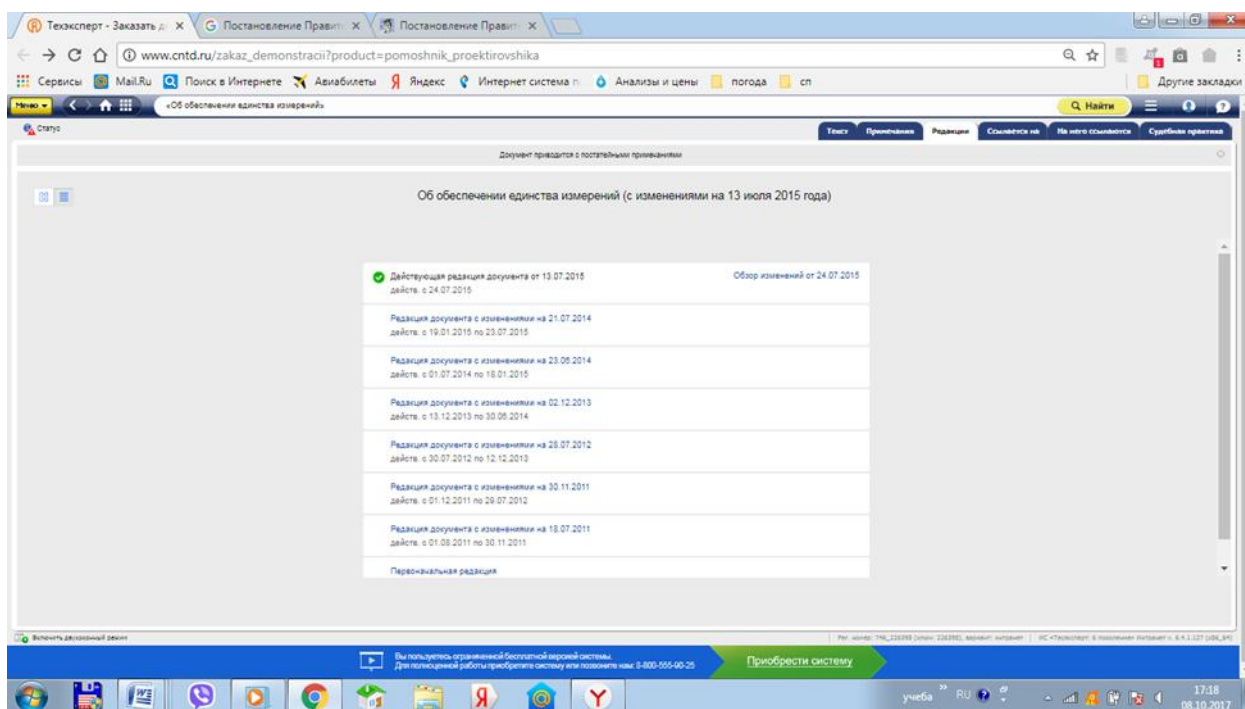 Техэксперт - Заказать д
Постановление Правит
Постановление Правит
www.cntd.ru/zakaz_demonstracii?product=pomoshnik_proektirovshika
Сервисы Mail.Ru Поиск в Интернете Авиабилеты Яндекс Интернет система п Анализы и цены погода сп Другие закладки
Меню «Об обеспечении единства измерений» Найти
Статус Текст Примечания Редакции Ссылается на На него ссылаются Судебная практика
Документ приводится с постатейными примечаниями
Об обеспечении единства измерений (с изменениями на 13 июля 2015 года)
Действующая редакция документа от 13.07.2015 Обзор изменений от 24.07.2015
действ. с 24.07.2015
Редакция документа с изменениями на 21.07.2014
действ. с 19.01.2015 по 23.07.2015
Редакция документа с изменениями на 23.06.2014
действ. с 01.07.2014 по 18.01.2015
Редакция документа с изменениями на 02.12.2013
действ. с 13.12.2013 по 30.06.2014
Редакция документа с изменениями на 28.07.2012
действ. с 30.07.2012 по 12.12.2013
Редакция документа с изменениями на 30.11.2011
действ. с 01.12.2011 по 29.07.2012
Редакция документа с изменениями на 18.07.2011
действ. с 01.08.2011 по 30.11.2011
Первоначальная редакция
Включить двухоконный режим
Вы пользуетесь ограниченной бесплатной версией системы.
Для полноценной работы приобретите систему или позвоните нам: 8-800-555-90-25
Приобрести систему
учеба RU 17:18
08.10.2017